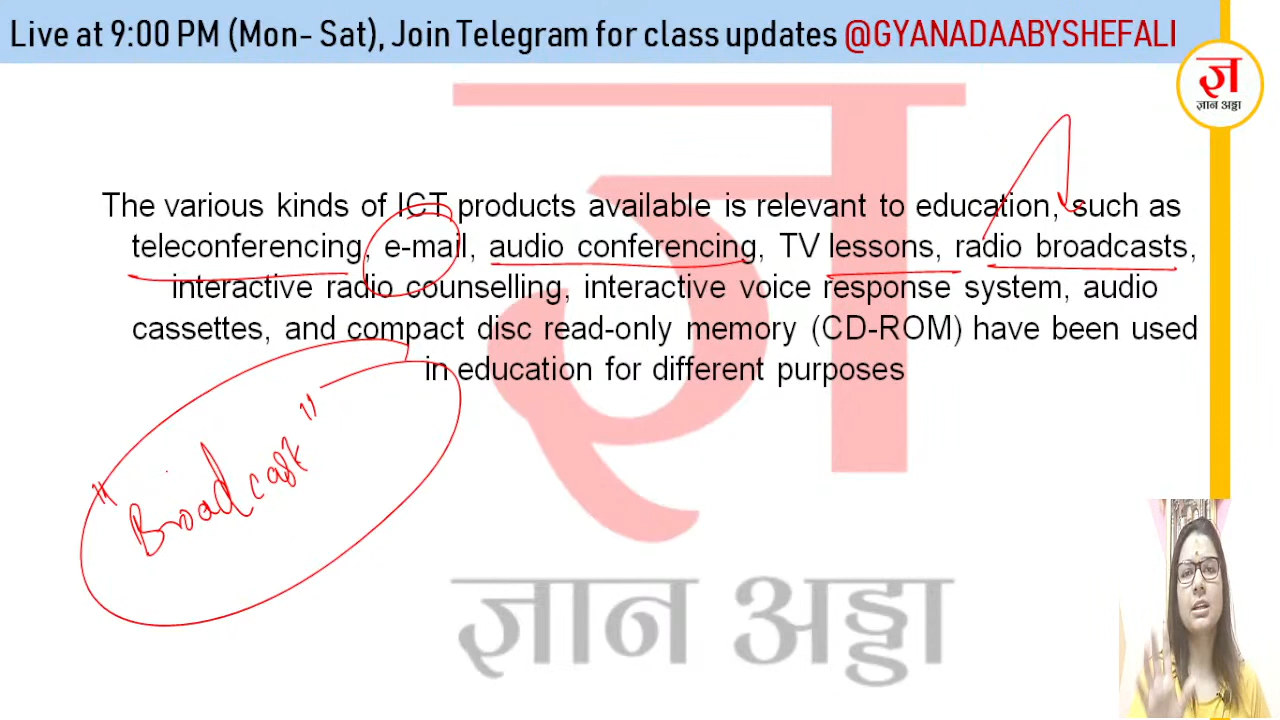 Live at 9:00 PM (Mon- Sat), Join Telegram for class updates @GYANADAABYSHEFALI
ज्ञ
ज्ञान अड्डा
The various kinds of ICT products available is relevant to education, such as
teleconferencing, e-mail, audio conferencing, TV lessons, radio broadcasts,
interactive radio counselling, interactive voice response system, audio
cassettes, and compact disc read-only memory (CD-ROM) have been used
in education for different purposes
"Broadcast"
ज्ञ
ज्ञान अड्डा